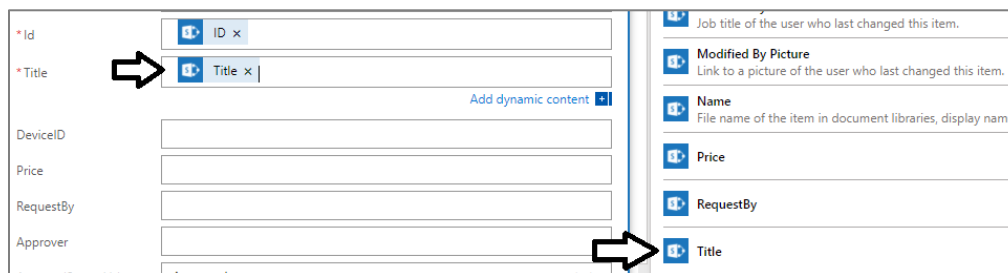 * Id
ID ×
* Title
Title ×
Add dynamic content +
DeviceID
Price
RequestBy
Approver
Job title of the user who last changed this item.
Modified By Picture
Link to a picture of the user who last changed this item.
Name
File name of the item in document libraries, display nam
Price
RequestBy
Title